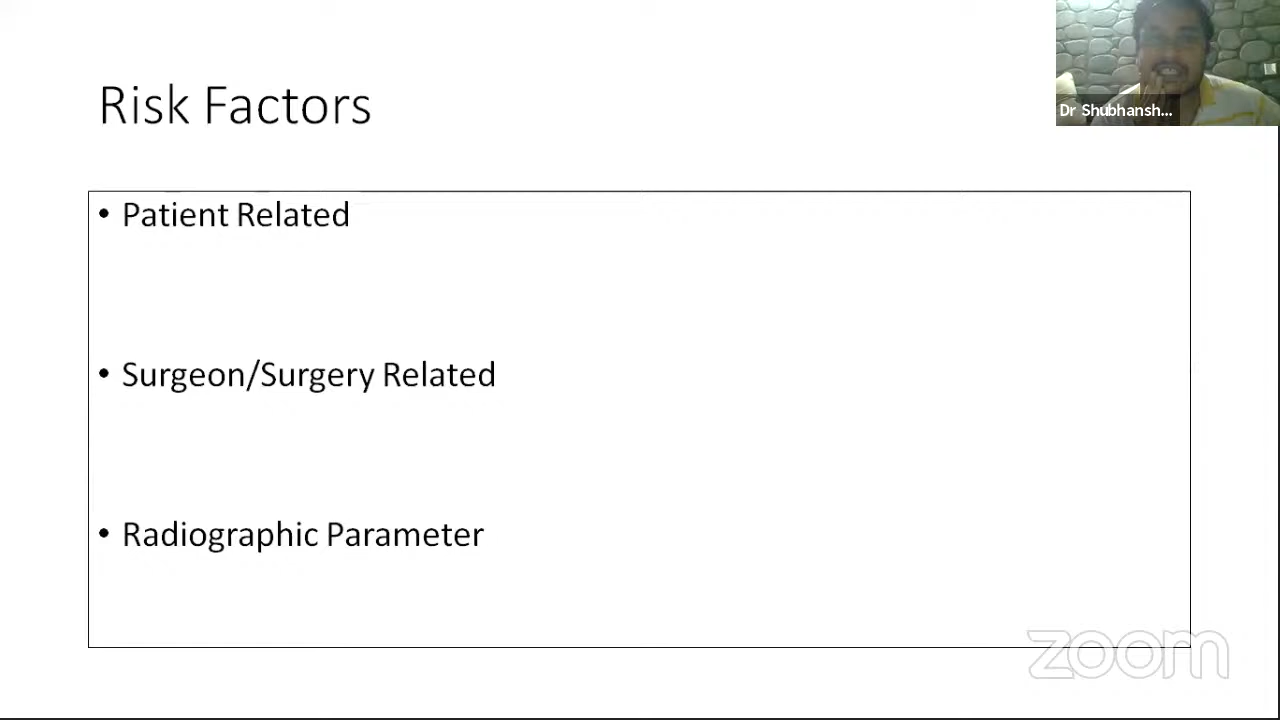 Risk Factors
Dr Shubhansh...
• Patient Related
• Surgeon/Surgery Related
• Radiographic Parameter
zoom